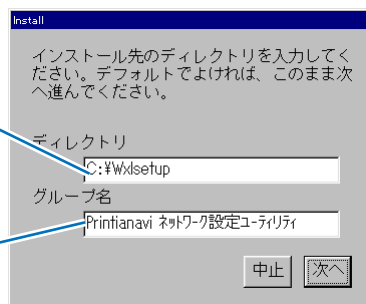 Install
インストール先のディレクトリを入力してく
ださい。デフォルトでよければ、このまま次
へ進んでください。
ディレクトリ
C:¥Wxlsetup
グループ名
Printianavi ﾈｯﾄﾜｰｸ設定ﾕｰﾃｨﾘﾃｨ
中止 次へ